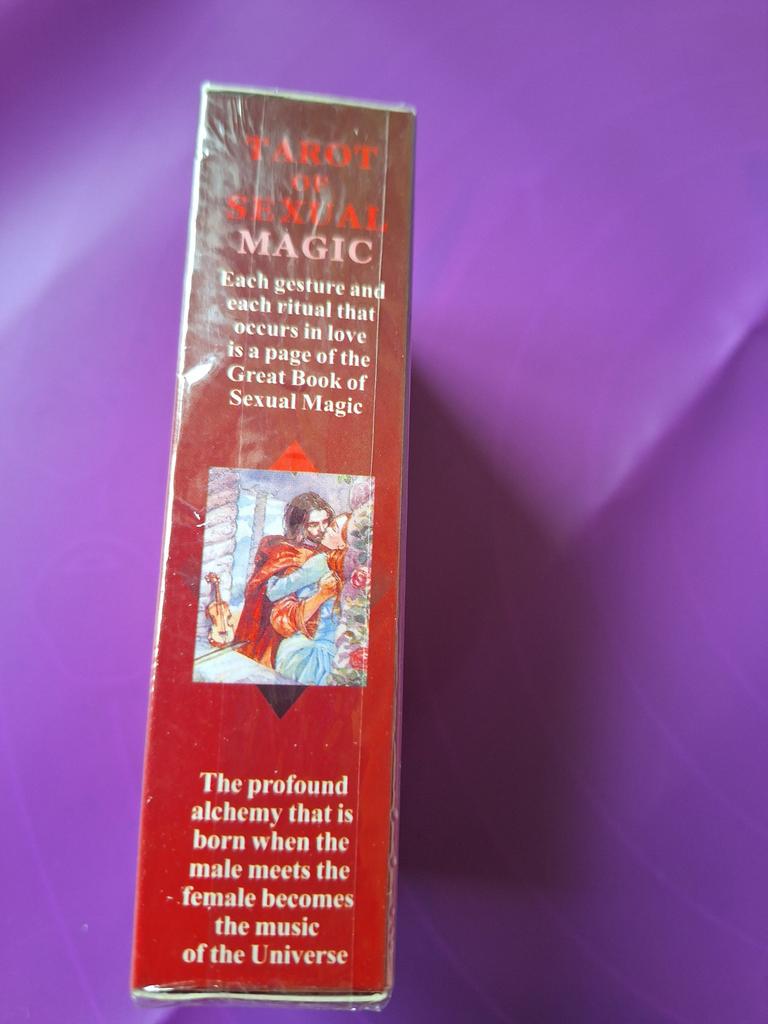 TAROT
OF
SEXUAL
MAGIC
Each gesture and
each ritual that
occurs in love
is a page of the
Great Book of
Sexual Magic
The profound
alchemy that is
born when the
male meets the
female becomes
the music
of the Universe